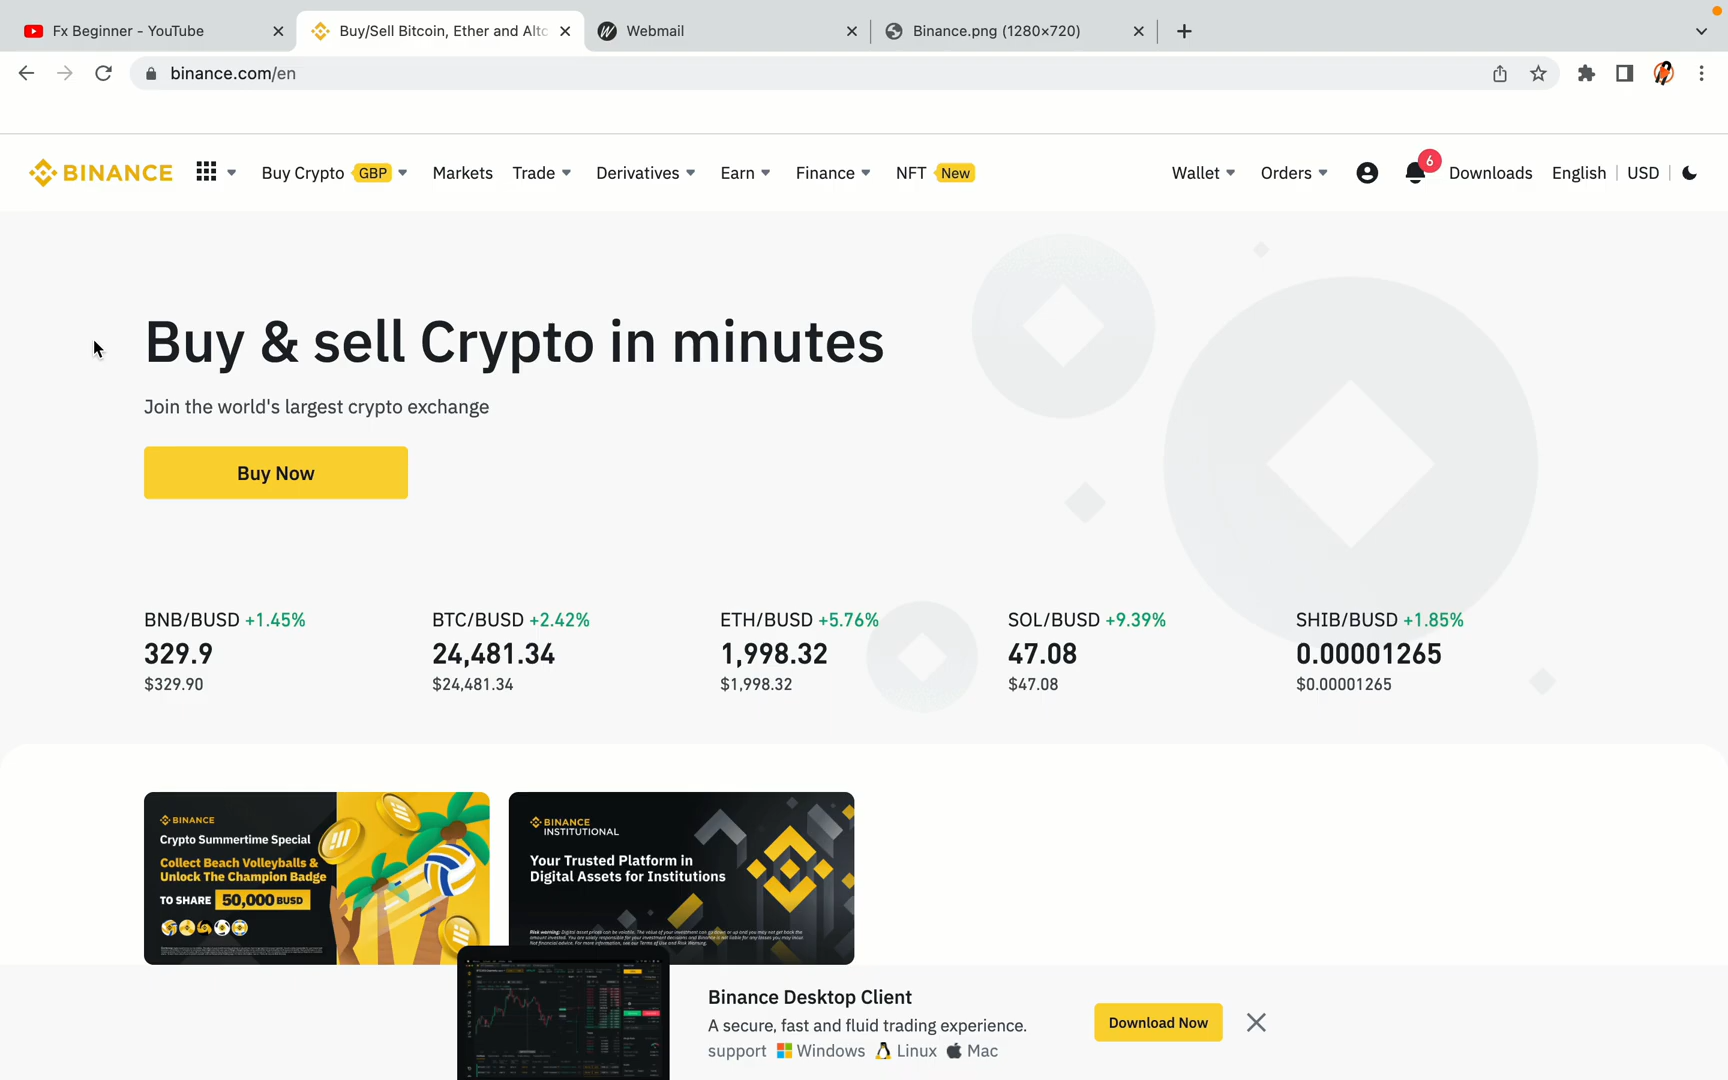 Fx Beginner - YouTube
Buy/Sell Bitcoin, Ether and Altc
Webmail
Binance.png (1280×720)
binance.com/en
BINANCE
Buy Crypto GBP
Markets
Trade
Derivatives
Earn
Finance
NFT New
Wallet
Orders
6
Downloads
English
USD
Buy & sell Crypto in minutes
Join the world's largest crypto exchange
Buy Now
BNB/BUSD +1.45%
329.9
$329.90
BTC/BUSD +2.42%
24,481.34
$24,481.34
ETH/BUSD +5.76%
1,998.32
$1,998.32
SOL/BUSD +9.39%
47.08
$47.08
SHIB/BUSD +1.85%
0.00001265
$0.00001265
BINANCE
Crypto Summertime Special
Collect Beach Volleyballs &
Unlock The Champion Badge
TO SHARE 50,000 BUSD
BINANCE
INSTITUTIONAL
Your Trusted Platform in
Digital Assets for Institutions
Binance Desktop Client
A secure, fast and fluid trading experience.
support Windows Linux Mac
Download Now